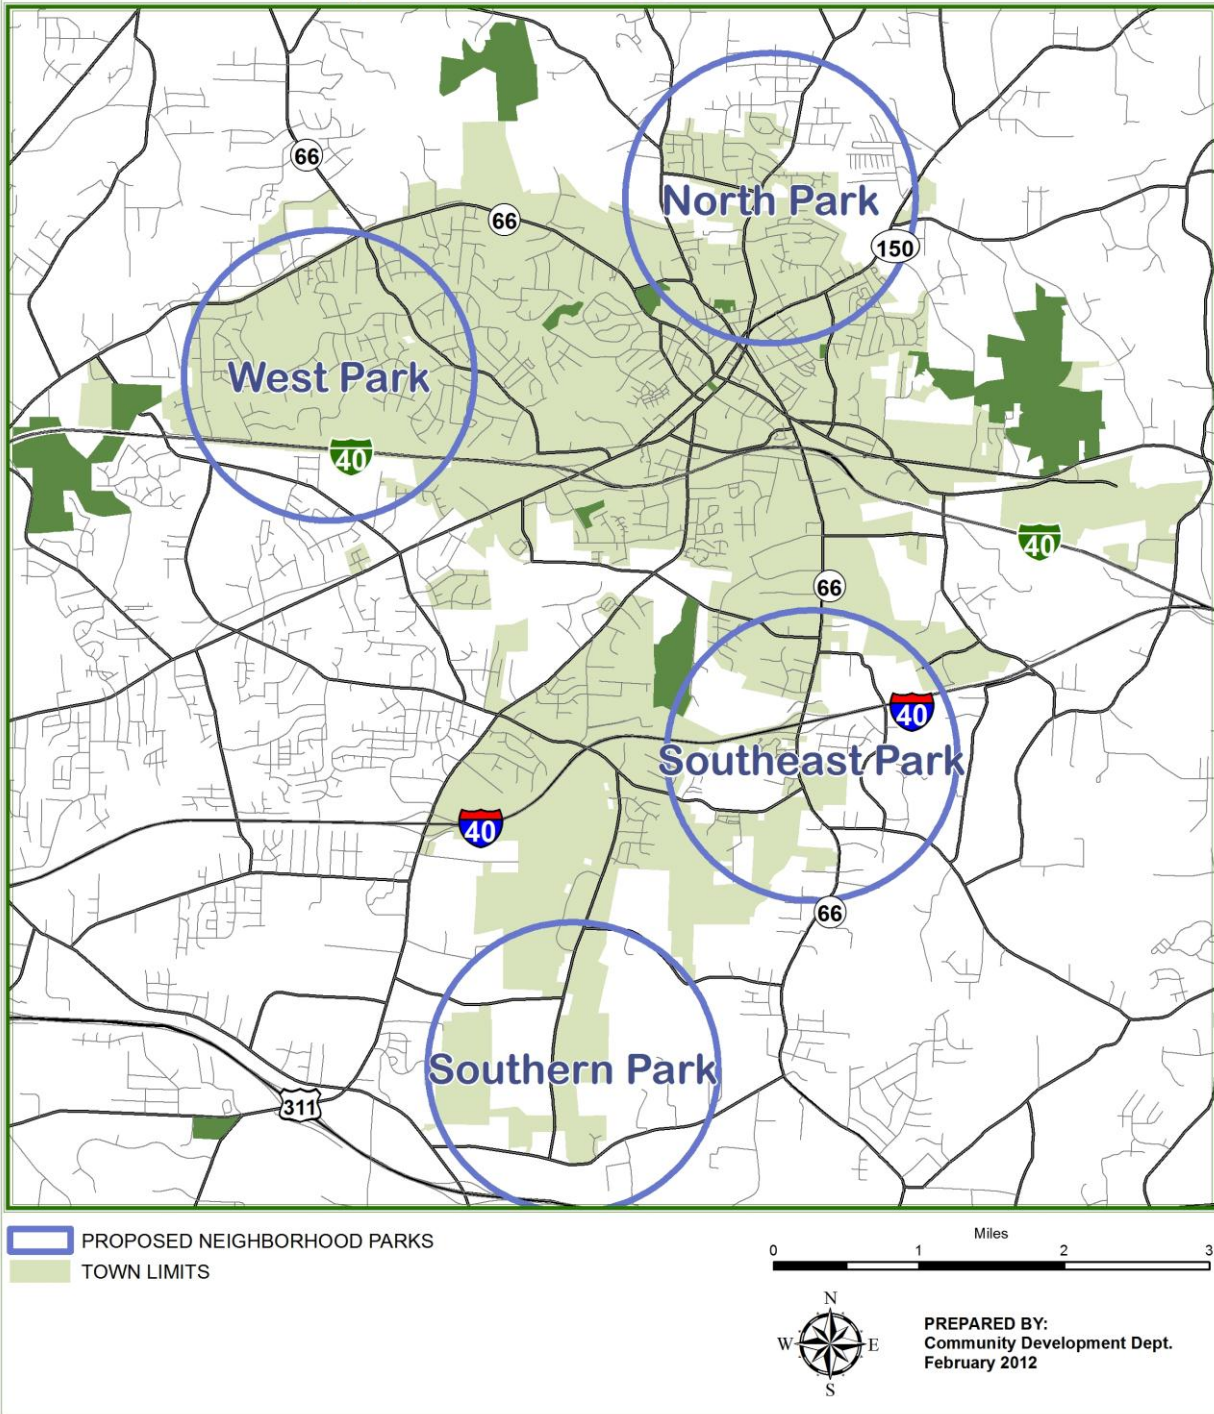 66
66
North Park
150
West Park
40
40
66
40
Southeast Park
40
66
Southern Park
311
PROPOSED NEIGHBORHOOD PARKS
TOWN LIMITS
Miles
0 1 2 3
N
W E
S
PREPARED BY:
Community Development Dept.
February 2012